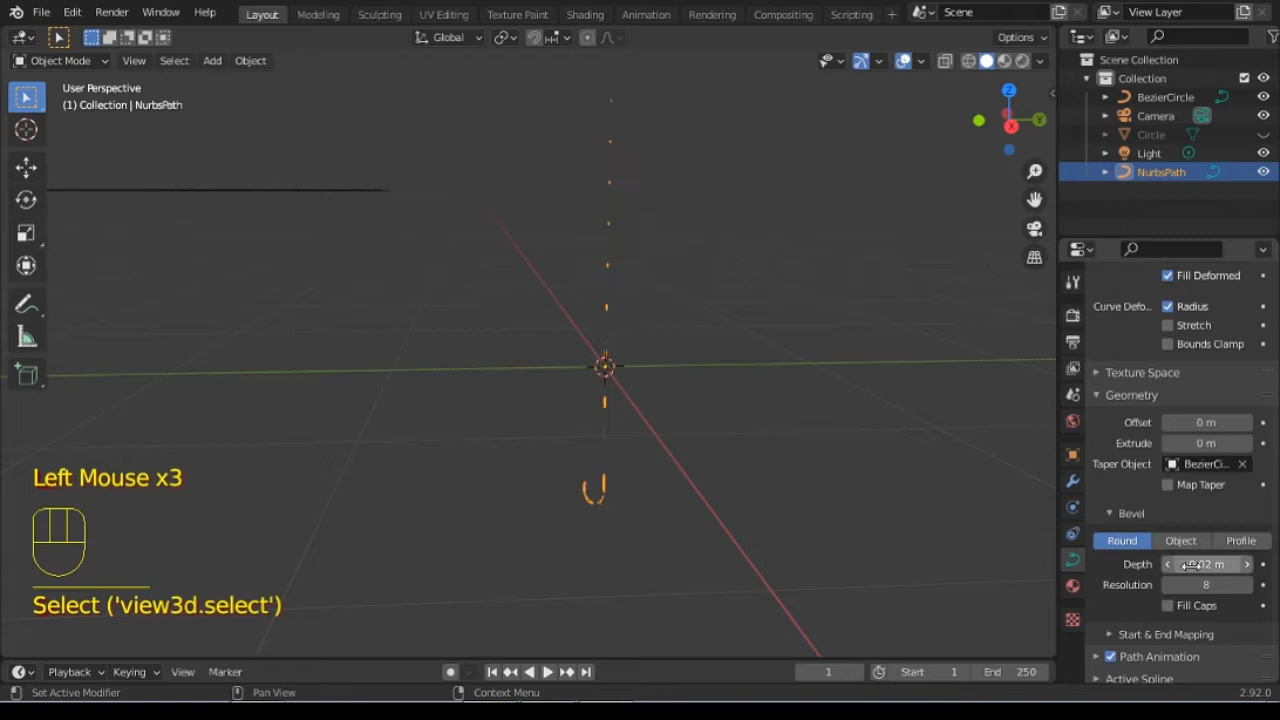 File Edit Render Window Help Layout Modeling Sculpting UV Editing Texture Paint Shading Animation Rendering Compositing Scripting Scene View Layer
Global Options
Object Mode View Select Add Object
User Perspective
(1) Collection | NurbsPath
Z
Y
X
Scene Collection
Collection
BezierCircle
Camera
Circle
Light
NurbsPath
Fill Deformed
Curve Defo... Radius
Stretch
Bounds Clamp
Texture Space
Geometry
Offset 0 m
Extrude 0 m
Taper Object BezierCi...
Map Taper
Bevel
Round Object Profile
Depth m
Resolution 8
Fill Caps
Start & End Mapping
Path Animation
Active Spline
Left Mouse x3
Select ('view3d.select')
Playback Keying View Marker 1 Start 1 End 250
Set Active Modifier Pan View Context Menu 2.92.0